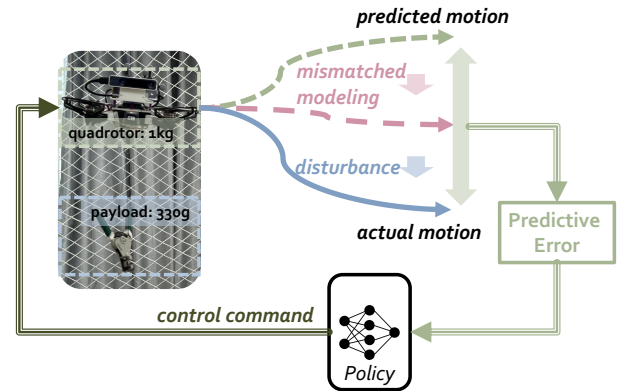 predicted motion
mismatched
modeling
quadrotor: 1kg
disturbance
payload: 330g
actual motion
Predictive
Error
control command
Policy